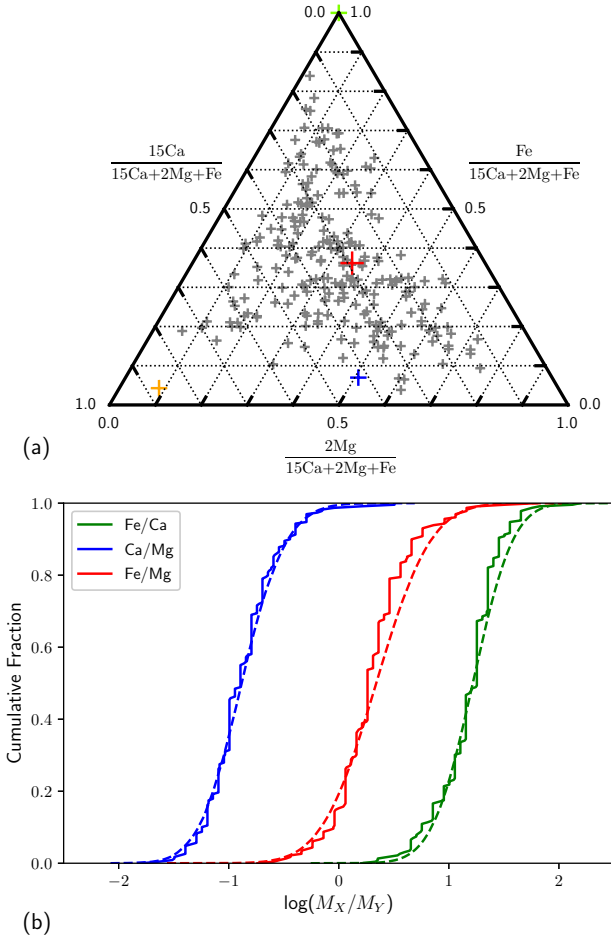 0.0 1.0
15Ca
15Ca+2Mg+Fe
Fe
15Ca+2Mg+Fe
0.5 0.5
1.0 0.0
0.0 0.5 1.0
(a)
2Mg
15Ca+2Mg+Fe
1.0
0.8
0.6
0.4
0.2
0.0
Cumulative Fraction
Fe/Ca
Ca/Mg
Fe/Mg
−2 −1 0 1 2
log(M_X/M_Y)
(b)